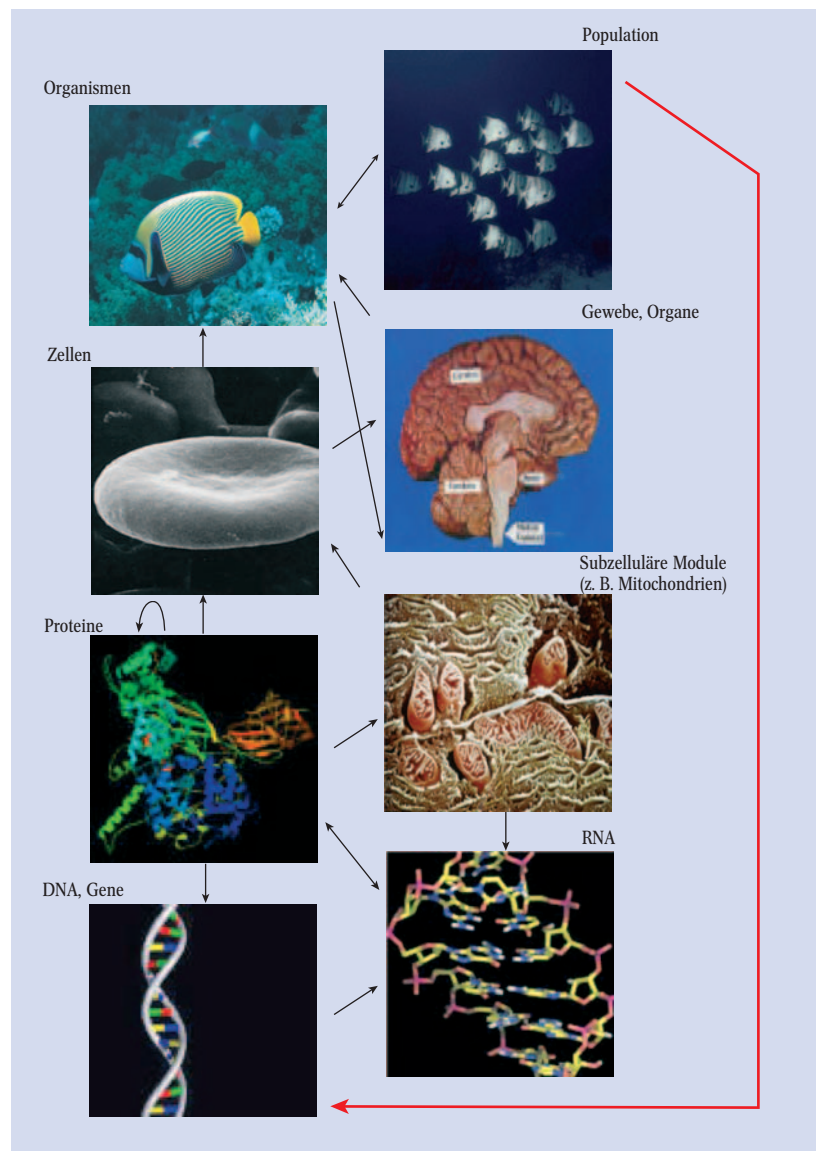 Population
Organismen
Gewebe, Organe
Zellen
Subzelluläre Module
(z. B. Mitochondrien)
Proteine
RNA
DNA, Gene